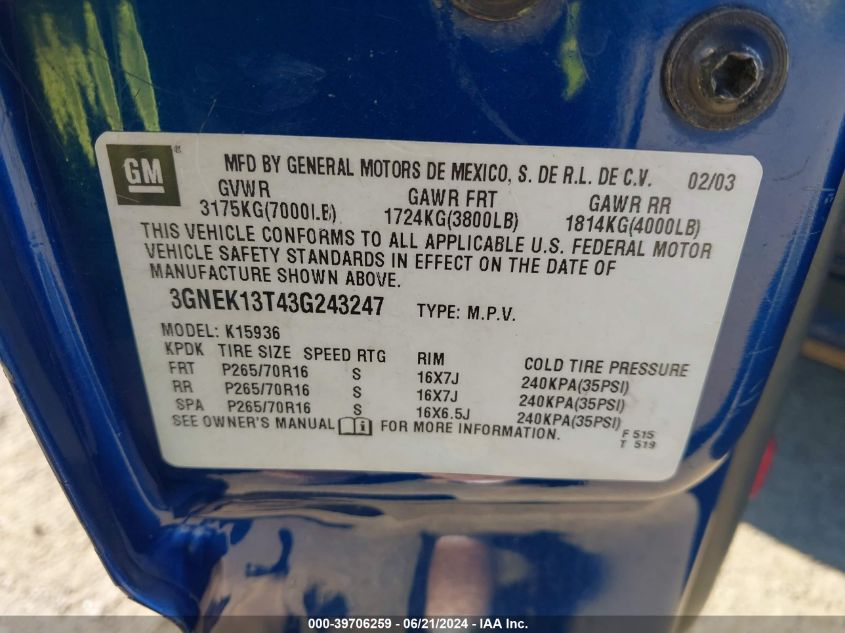 GM ® MFD BY GENERAL MOTORS DE MEXICO, S. DE R.L. DE C.V. 02/03
GVWR GAWR FRT GAWR RR
3175KG(7000LB) 1724KG(3800LB) 1814KG(4000LB)
THIS VEHICLE CONFORMS TO ALL APPLICABLE U.S. FEDERAL MOTOR
VEHICLE SAFETY STANDARDS IN EFFECT ON THE DATE OF
MANUFACTURE SHOWN ABOVE.
3GNEK13T43G243247 TYPE: M.P.V.
MODEL: K15936
KPDK TIRE SIZE SPEED RTG RIM COLD TIRE PRESSURE
FRT P265/70R16 S 16X7J 240KPA(35PSI)
RR P265/70R16 S 16X7J 240KPA(35PSI)
SPA P265/70R16 S 16X6.5J 240KPA(35PSI)
SEE OWNER'S MANUAL FOR MORE INFORMATION.
F 515
T 519
000-39706259 - 06/21/2024 - IAA Inc.